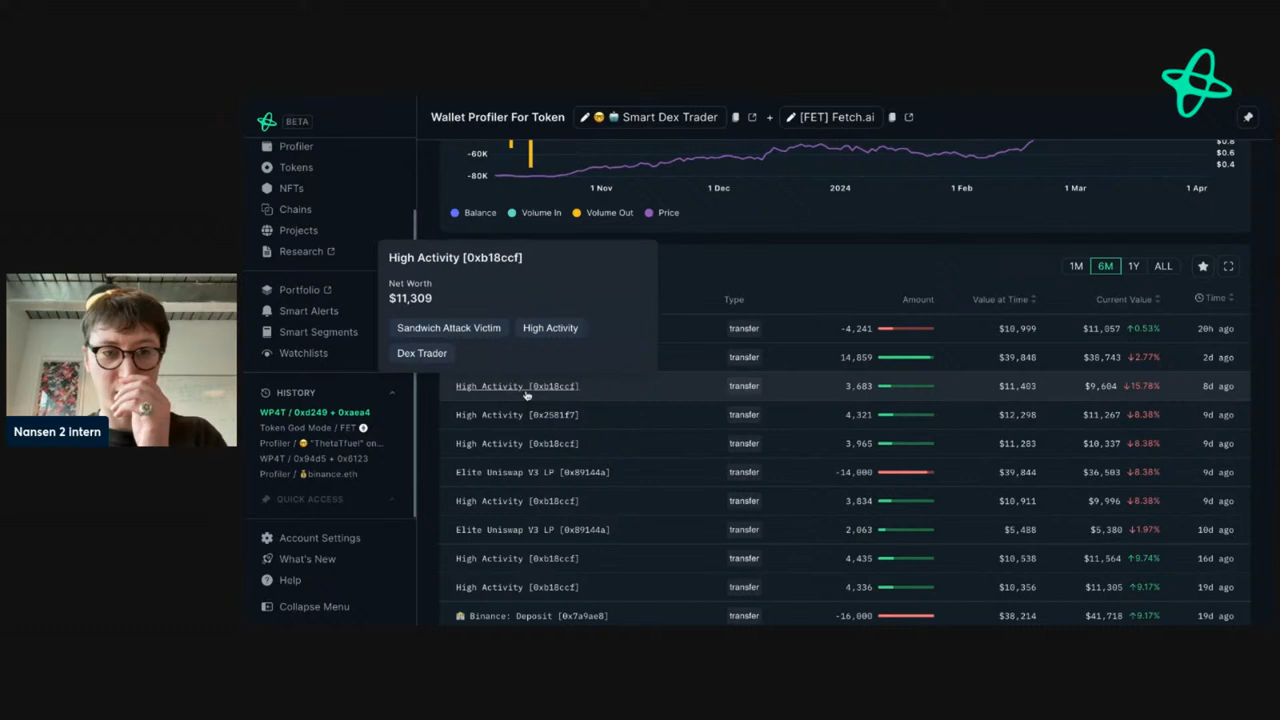 BETA
Wallet Profiler For Token
Smart Dex Trader
+
[FET] Fetch.ai
Profiler
Tokens
NFTs
Chains
Projects
Research
Portfolio
Smart Alerts
Smart Segments
Watchlists
HISTORY
WP4T / 0xd249 + 0xaea4
Token God Mode / FET
Profiler / "ThetaTfuel" on...
WP4T / 0x94d5 + 0x6123
Profiler / binance.eth
QUICK ACCESS
Account Settings
What's New
Help
Collapse Menu
Nansen 2 Intern
-60K
-80K
$0.8
$0.6
$0.4
1 Nov
1 Dec
2024
1 Feb
1 Mar
1 Apr
Balance
Volume In
Volume Out
Price
High Activity [0xb18ccf]
Net Worth
$11,309
Sandwich Attack Victim
High Activity
Dex Trader
1M
6M
1Y
ALL
Type Amount Value at Time Current Value Time
transfer -4,241 $10,999 $11,057 ↑0.53% 20h ago
transfer 14,859 $39,848 $38,743 ↓2.77% 2d ago
High Activity [0xb18ccf] transfer 3,683 $11,403 $9,604 ↓15.78% 8d ago
High Activity [0x2581f7] transfer 4,321 $12,298 $11,267 ↓8.38% 9d ago
High Activity [0xb18ccf] transfer 3,965 $11,283 $10,337 ↓8.38% 9d ago
Elite Uniswap V3 LP [0x89144a] transfer -14,000 $39,844 $36,503 ↓8.38% 9d ago
High Activity [0xb18ccf] transfer 3,834 $10,911 $9,996 ↓8.38% 9d ago
Elite Uniswap V3 LP [0x89144a] transfer 2,063 $5,488 $5,380 ↓1.97% 10d ago
High Activity [0xb18ccf] transfer 4,435 $10,538 $11,564 ↑9.74% 16d ago
High Activity [0xb18ccf] transfer 4,336 $10,356 $11,305 ↑9.17% 19d ago
Binance: Deposit [0x7a9ae8] transfer -16,000 $38,214 $41,718 ↑9.17% 19d ago